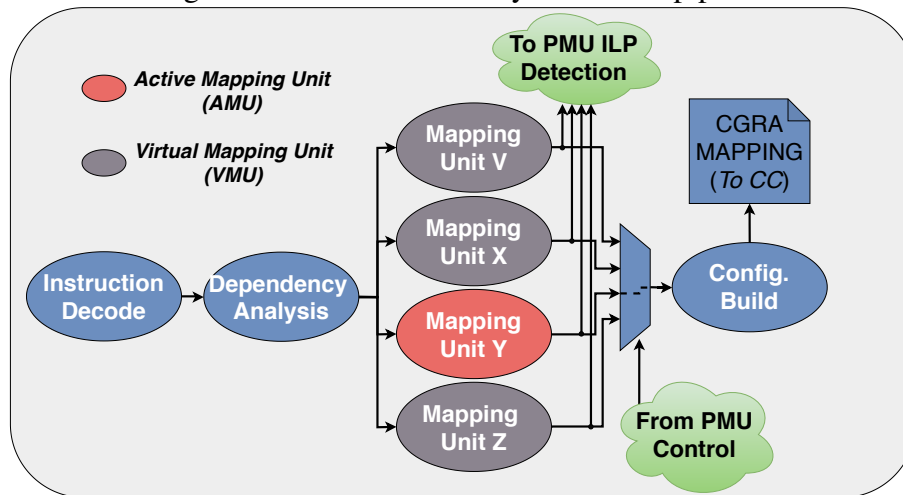 To PMU ILP
Detection
Active Mapping Unit
(AMU)
Virtual Mapping Unit
(VMU)
Mapping
Unit V
CGRA
MAPPING
(To CC)
Mapping
Unit X
Instruction
Decode
Dependency
Analysis
Config.
Build
Mapping
Unit Y
Mapping
Unit Z
From PMU
Control